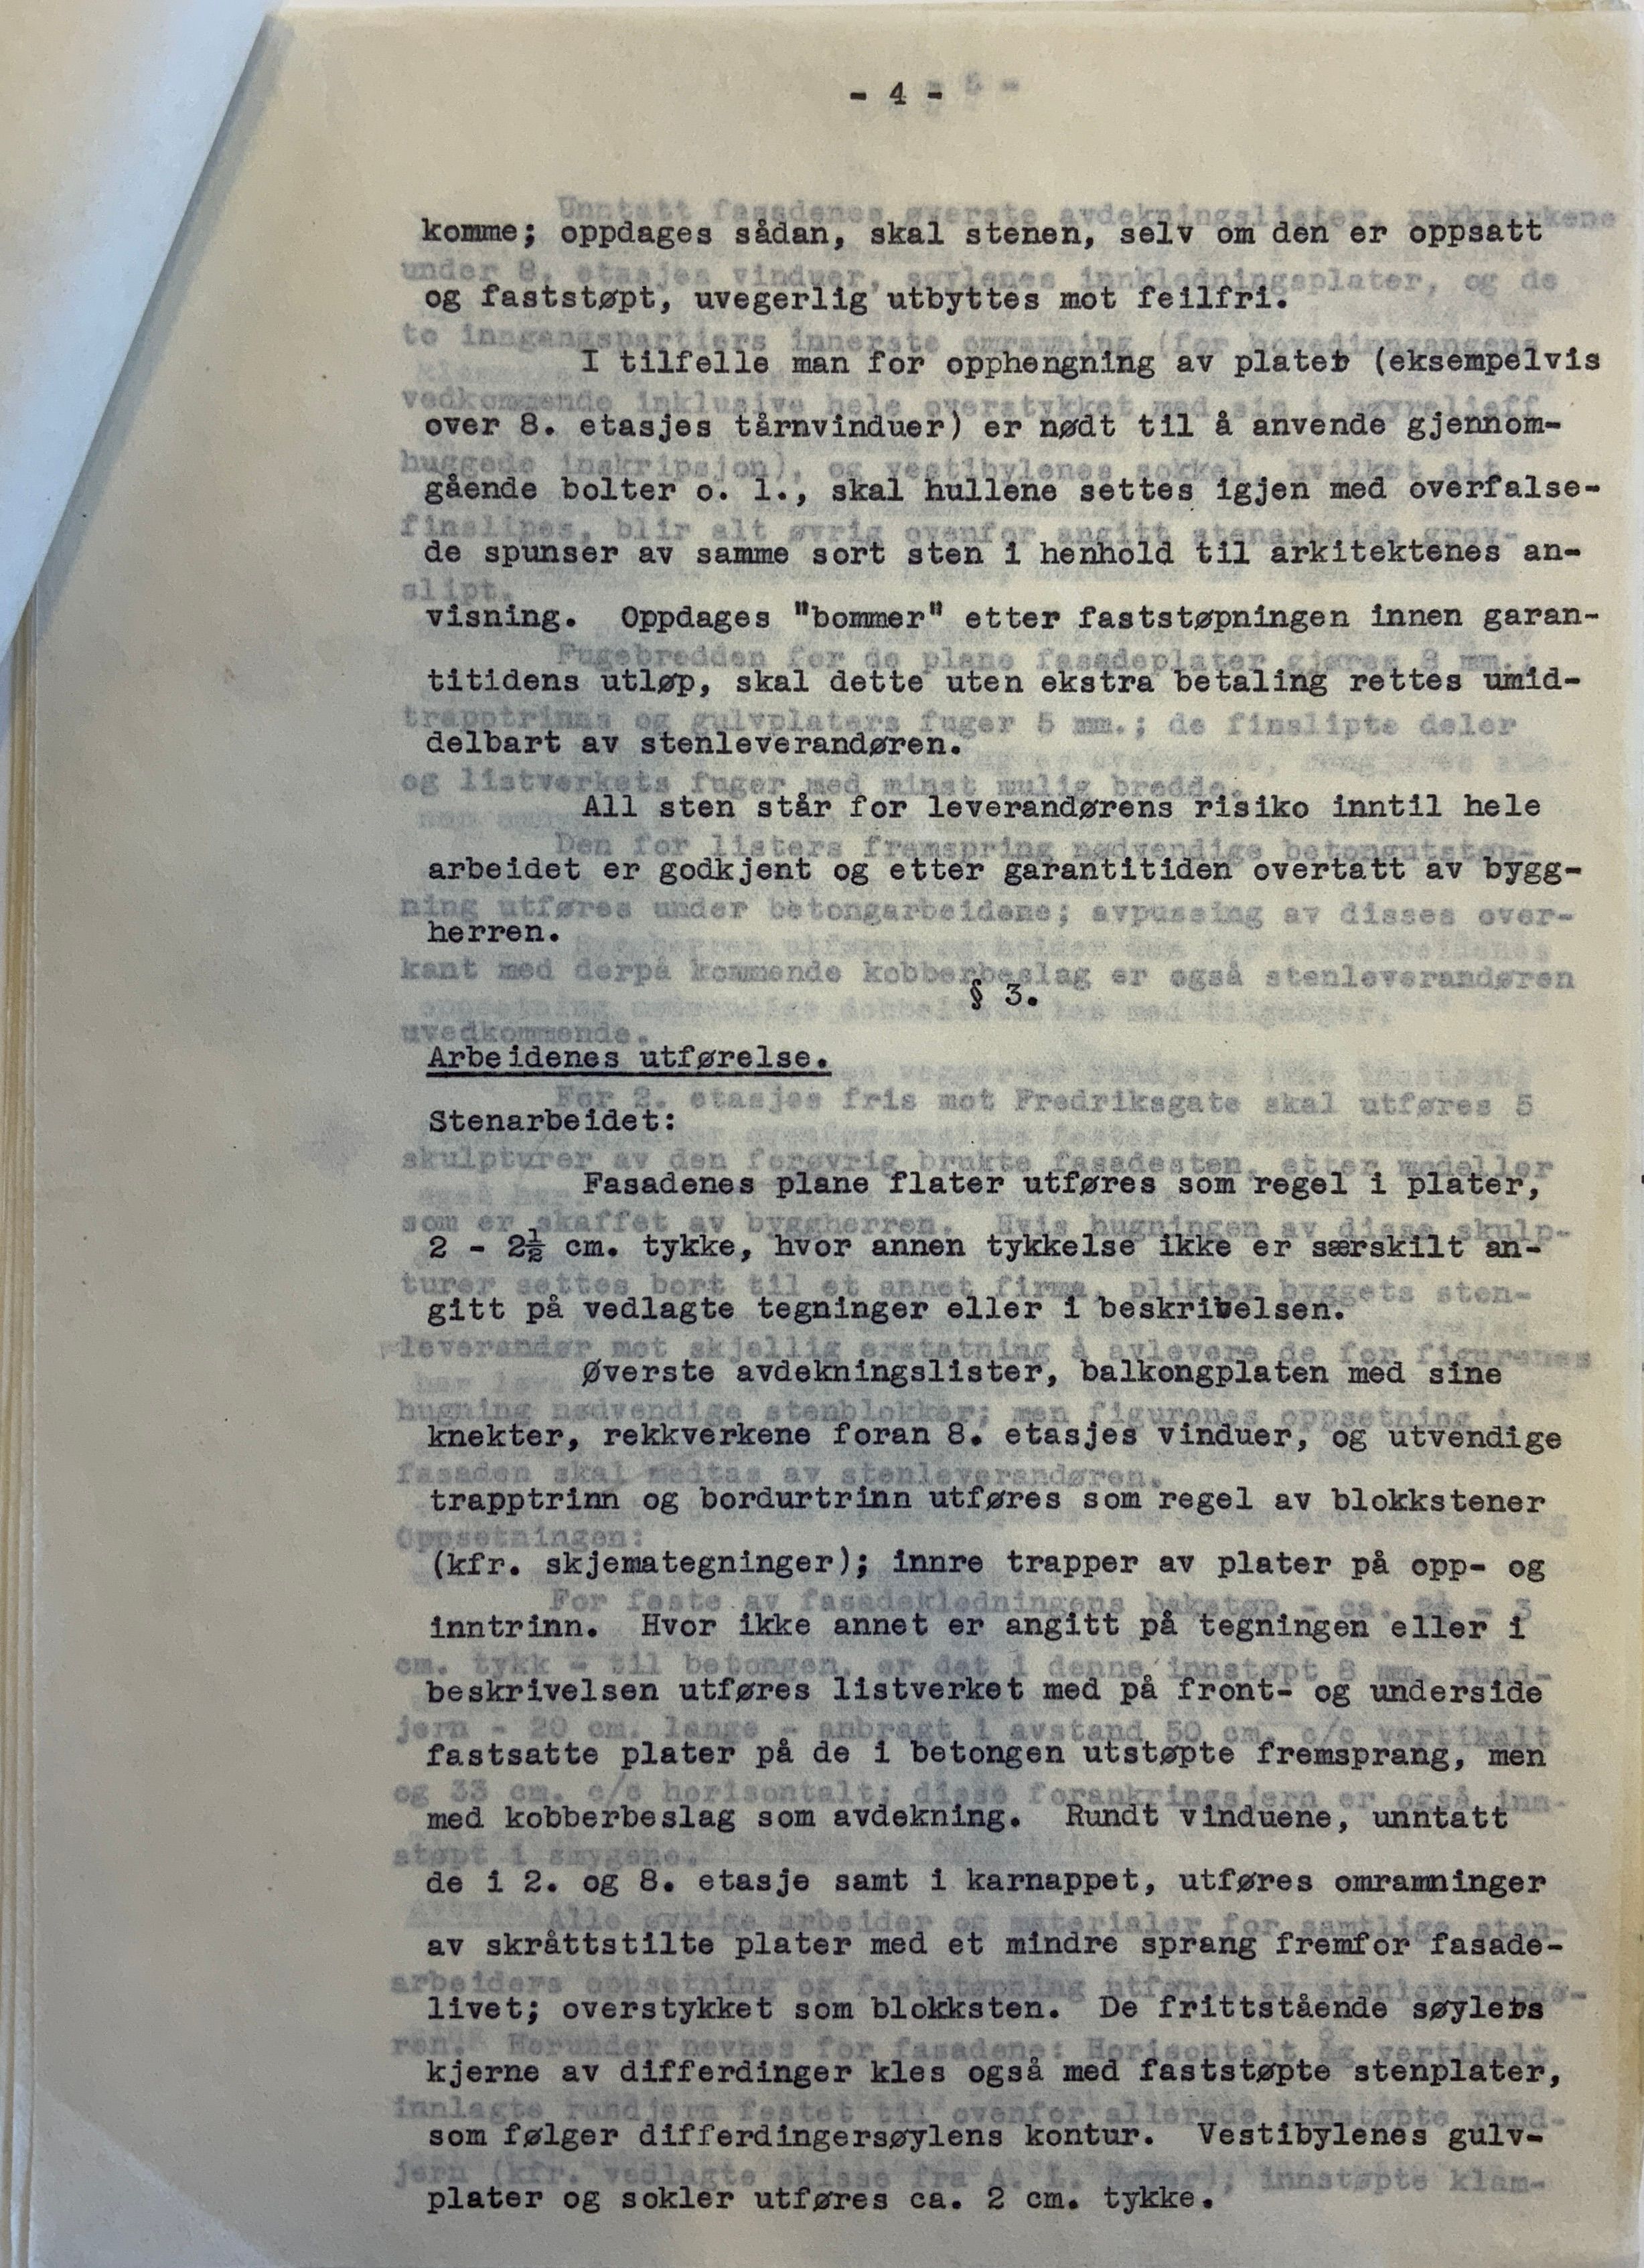 - 4 -
komme; oppdages sådan, skal stenen, selv om den er oppsatt
og faststøpt, uvegerlig utbyttes mot feilfri.
I tilfelle man for opphengning av plater (eksempelvis
over 8. etasjes tårnvinduer) er nødt til å anvende gjennom-
gående bolter o. l., skal hullene settes igjen med overfalse-
de spunser av samme sort sten i henhold til arkitektenes an-
visning. Oppdages "bommer" etter faststøpningen innen garan-
titidens utløp, skal dette uten ekstra betaling rettes umid-
delbart av stenleverandøren.
All sten står for leverandørens risiko inntil hele
arbeidet er godkjent og etter garantitiden overtatt av bygg-
herren.
§ 3.
Arbeidenes utførelse.
Stenarbeidet:
Fasadenes plane flater utføres som regel i plater,
2 - 2½ cm. tykke, hvor annen tykkelse ikke er særskilt an-
gitt på vedlagte tegninger eller i beskrivelsen.
Øverste avdekningslister, balkongplaten med sine
knekter, rekkverkene foran 8. etasjes vinduer, og utvendige
trapptrinn og bordurtrinn utføres som regel av blokkstener
(kfr. skjemategninger); innre trapper av plater på opp- og
inntrinn. Hvor ikke annet er angitt på tegningen eller i
beskrivelsen utføres listverket med på front- og underside
fastsatte plater på de i betongen utstøpte fremsprang, men
med kobberbeslag som avdekning. Rundt vinduene, unntatt
de i 2. og 8. etasje samt i karnappet, utføres omramninger
av skråttstilte plater med et mindre sprang fremfor fasade-
livet; overstykket som blokksten. De frittstående søylers
kjerne av differdinger kles også med faststøpte stenplater,
som følger differdingersøylens kontur. Vestibylenes gulv-
plater og sokler utføres ca. 2 cm. tykke.